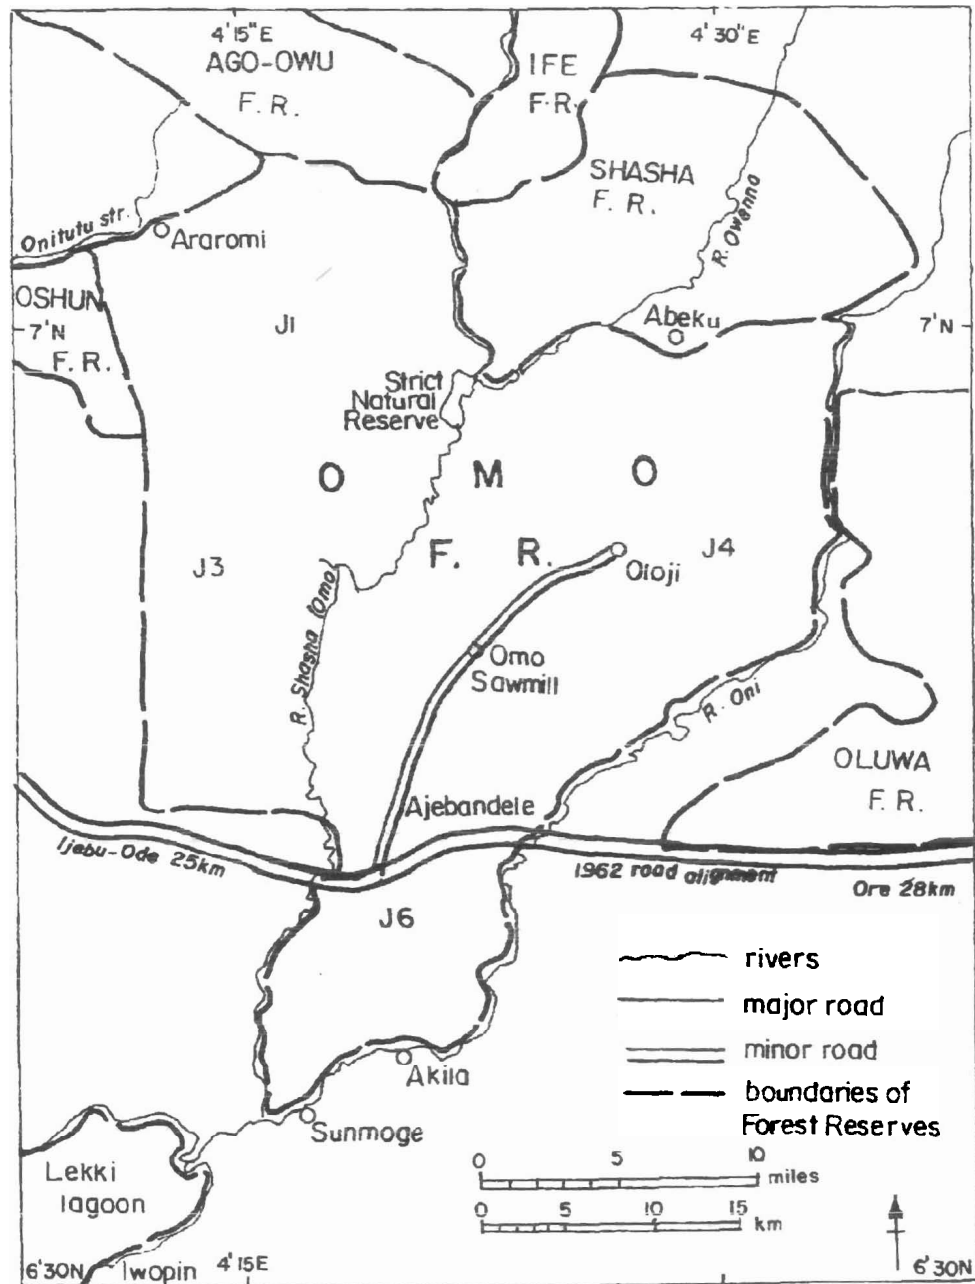 4'15"E
4'30"E
AGO-OWU
F.R.
IFE
F.R.
SHASHA
F.R.
R. Owenna
Onitutu str.
Araromi
OSHUN
F.R.
7'N
J1
Abeku
7'N
Strict
Natural
Reserve
O M O
F. R.
J3
J4
Oloji
R. Shasha (Omo)
Omo
Sawmill
R. Oni
OLUWA
F.R.
Ajebandele
Ijebu-Ode 25km
1962 road alignment
Ore 28km
J6
rivers
major road
minor road
boundaries of
Forest Reserves
Akila
Sunmoge
Lekki
lagoon
0 5 10
miles
0 5 10 15
km
6'30N
Iwopin
4'15E
6'30N